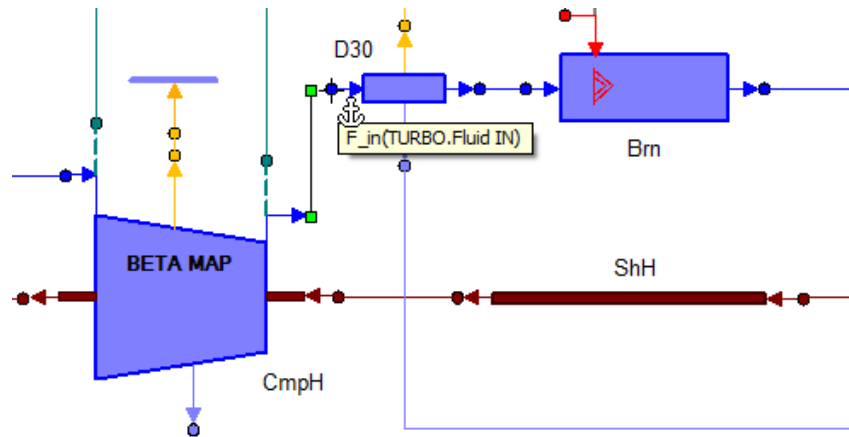 D30
F_in(TURBO.Fluid IN)
Brn
BETA MAP
ShH
CmpH